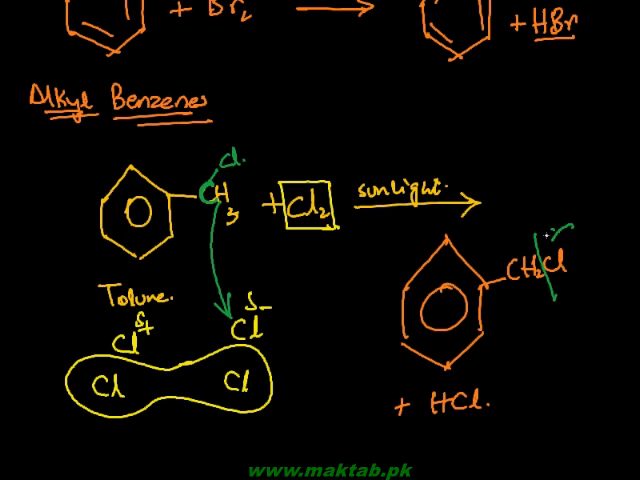 + Br2 → + HBr
Alkyl Benzenes
Cl.
CH3 + Cl2 sunlight. →
CH2Cl
Tolune.
δ+ δ-
Cl Cl
Cl Cl
+ HCl.
www.maktab.pk